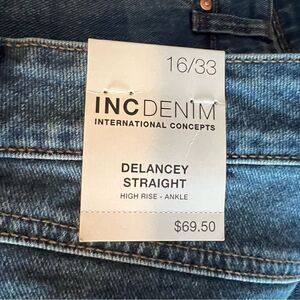 16/33
INCDENIM
INTERNATIONAL CONCEPTS
DELANCEY
STRAIGHT
HIGH RISE - ANKLE
$69.50